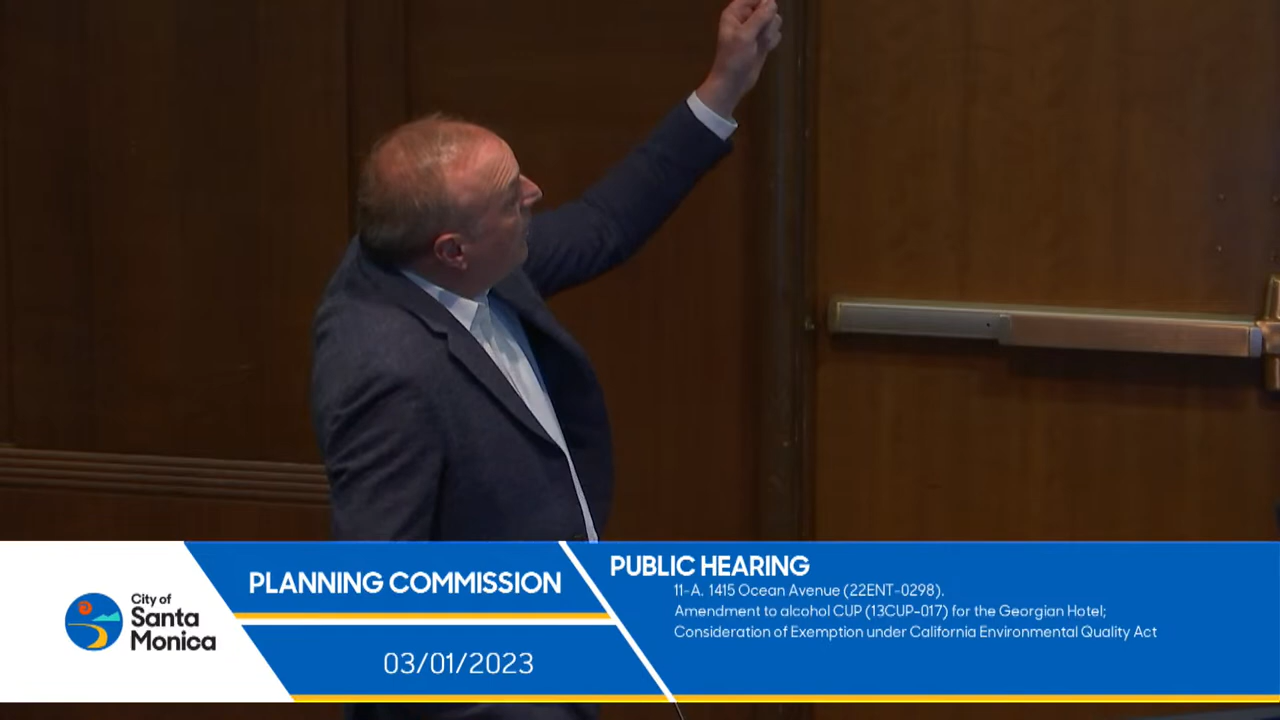 City of
Santa
Monica
PLANNING COMMISSION
03/01/2023
PUBLIC HEARING
11-A. 1415 Ocean Avenue (22ENT-0298).
Amendment to alcohol CUP (13CUP-017) for the Georgian Hotel;
Consideration of Exemption under California Environmental Quality Act